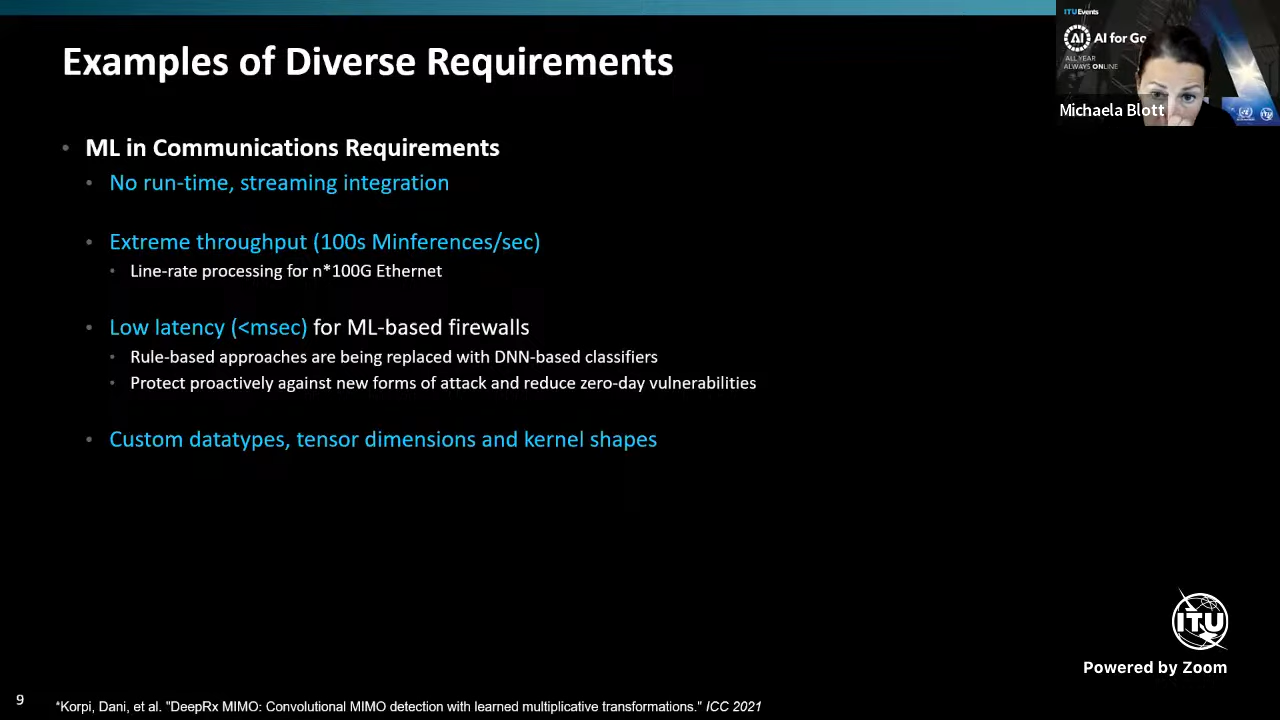 Examples of Diverse Requirements
• ML in Communications Requirements
• No run-time, streaming integration
• Extreme throughput (100s Minferences/sec)
• Line-rate processing for n*100G Ethernet
• Low latency (<msec) for ML-based firewalls
• Rule-based approaches are being replaced with DNN-based classifiers
• Protect proactively against new forms of attack and reduce zero-day vulnerabilities
• Custom datatypes, tensor dimensions and kernel shapes
ITUEvents
AI AI for Go
ALL YEAR
ALWAYS ONLINE
Michaela Blott
ITU
Powered by Zoom
9
*Korpi, Dani, et al. "DeepRx MIMO: Convolutional MIMO detection with learned multiplicative transformations." ICC 2021